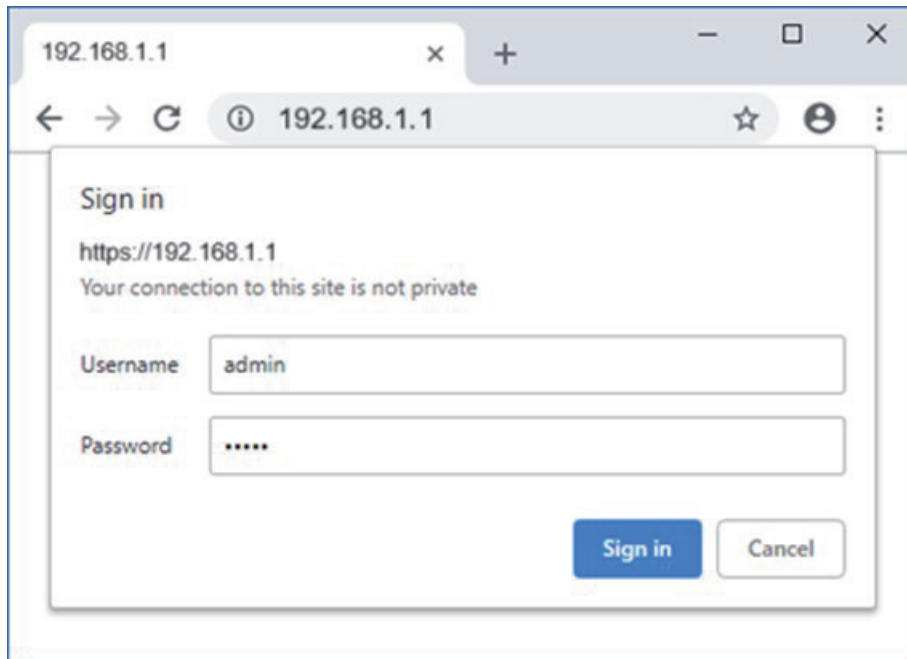 192.168.1.1
192.168.1.1
Sign in
https://192.168.1.1
Your connection to this site is not private
Username admin
Password •••••
Sign in Cancel